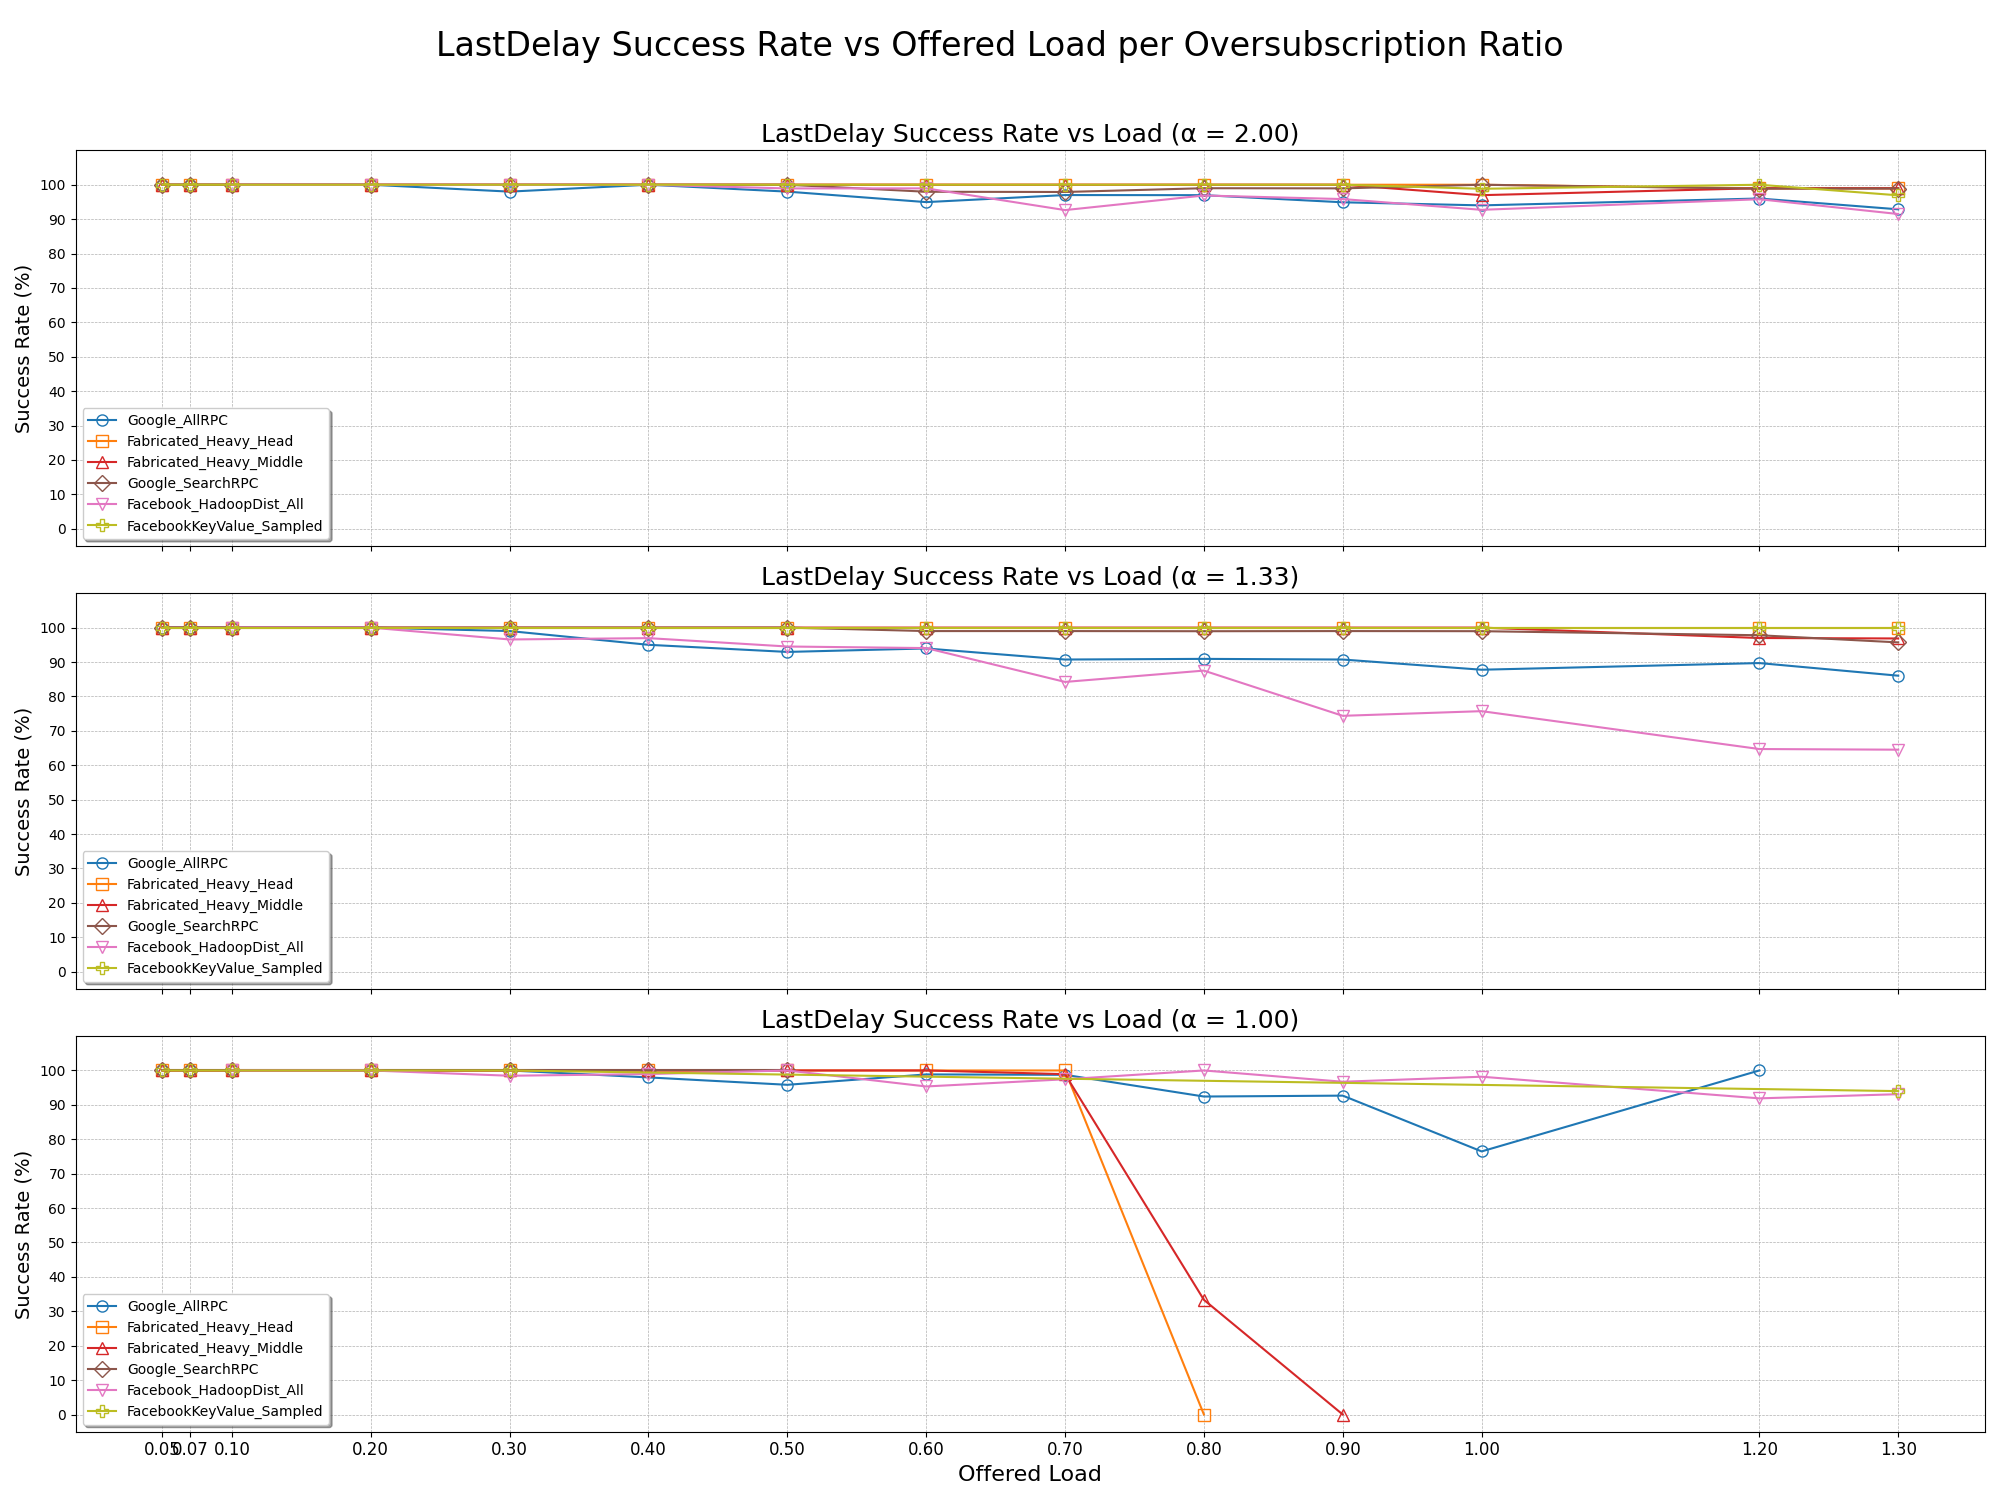 LastDelay Success Rate vs Offered Load per Oversubscription Ratio
LastDelay Success Rate vs Load (α = 2.00)
Success Rate (%)
100
90
80
70
60
50
40
30
20
10
0
Google_AllRPC
Fabricated_Heavy_Head
Fabricated_Heavy_Middle
Google_SearchRPC
Facebook_HadoopDist_All
FacebookKeyValue_Sampled
LastDelay Success Rate vs Load (α = 1.33)
Success Rate (%)
100
90
80
70
60
50
40
30
20
10
0
Google_AllRPC
Fabricated_Heavy_Head
Fabricated_Heavy_Middle
Google_SearchRPC
Facebook_HadoopDist_All
FacebookKeyValue_Sampled
LastDelay Success Rate vs Load (α = 1.00)
Success Rate (%)
100
90
80
70
60
50
40
30
20
10
0
Google_AllRPC
Fabricated_Heavy_Head
Fabricated_Heavy_Middle
Google_SearchRPC
Facebook_HadoopDist_All
FacebookKeyValue_Sampled
0.05 0.07 0.10 0.20 0.30 0.40 0.50 0.60 0.70 0.80 0.90 1.00 1.20 1.30
Offered Load